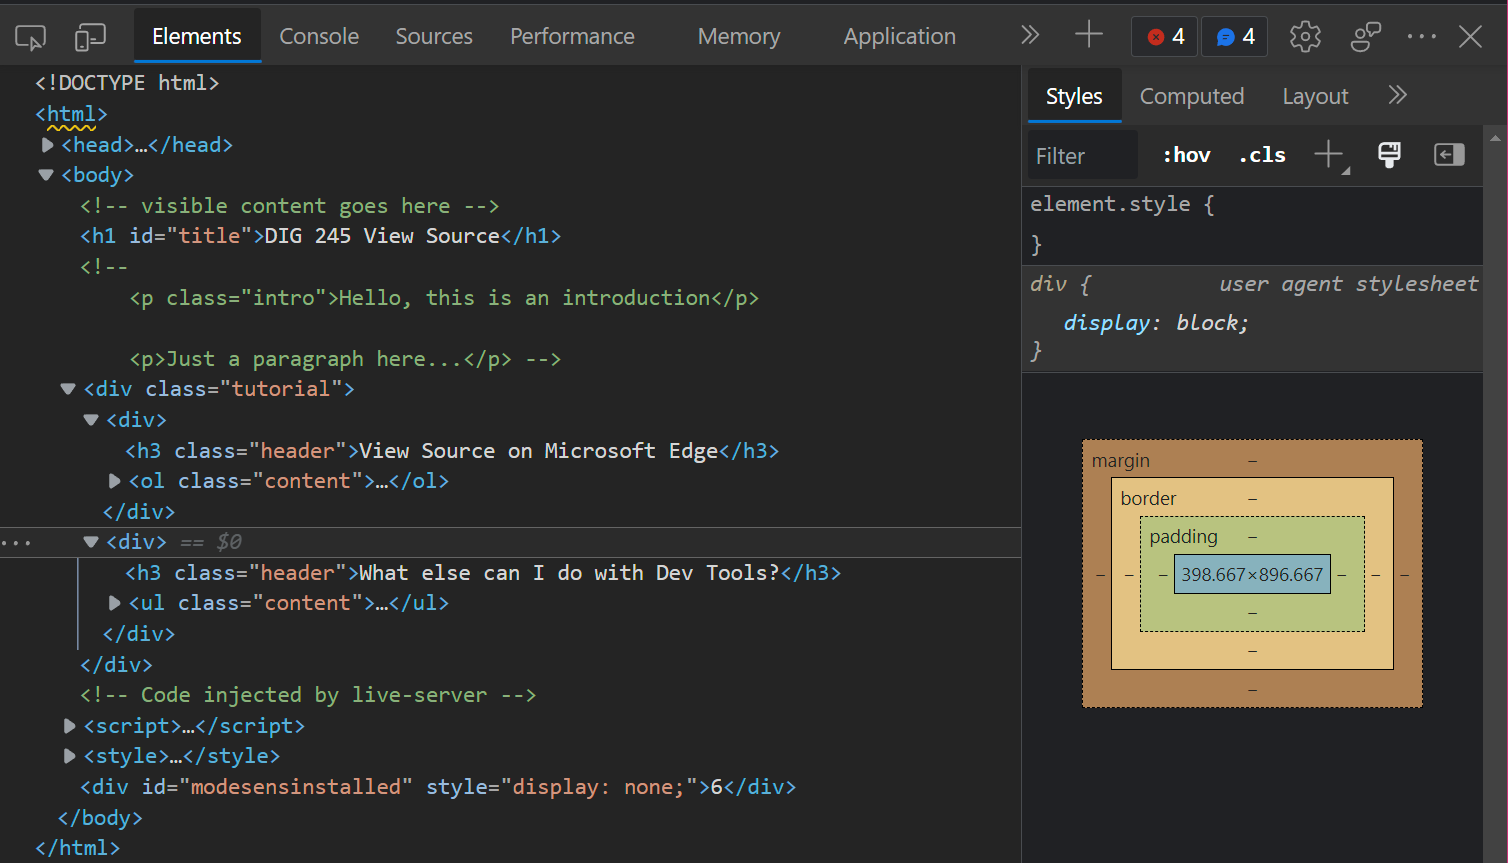 Elements Console Sources Performance Memory Application 4 4
<!DOCTYPE html>
<html>
<head>…</head>
<body>
<!-- visible content goes here -->
<h1 id="title">DIG 245 View Source</h1>
<!--
<p class="intro">Hello, this is an introduction</p>
<p>Just a paragraph here...</p> -->
<div class="tutorial">
<div>
<h3 class="header">View Source on Microsoft Edge</h3>
<ol class="content">…</ol>
</div>
<div> == $0
<h3 class="header">What else can I do with Dev Tools?</h3>
<ul class="content">…</ul>
</div>
</div>
<!-- Code injected by live-server -->
<script>…</script>
<style>…</style>
<div id="modesensinstalled" style="display: none;">6</div>
</body>
</html>
Styles Computed Layout
Filter :hov .cls
element.style {
}
div { user agent stylesheet
display: block;
}
margin –
border –
padding –
– – – 398.667×896.667 – – –
–
–
–